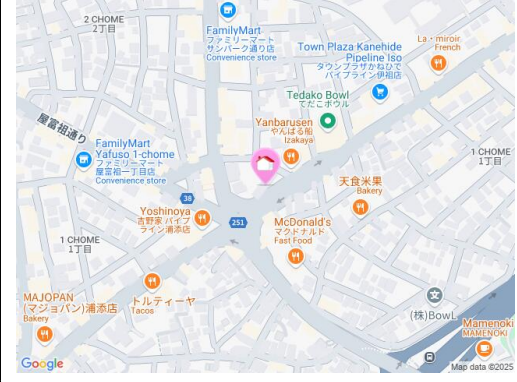 2 CHOME
2丁目
FamilyMart
ファミリーマート
サンパーク通り店
Convenience store
La・miroir
French
Town Plaza Kanehide
Pipeline Iso
タウンプラザかねひで
パイプライン伊祖店
Tedako Bowl
てだこボウル
屋富祖通り
Yanbarusen
やんばる船
Izakaya
FamilyMart
Yafuso 1-chome
ファミリーマート
屋富祖一丁目店
Convenience store
1 CHOME
1丁目
天食米果
Bakery
38
Yoshinoya
吉野家 パイプ
ライン浦添店
251
McDonald's
マクドナルド
Fast Food
1 CHOME
1丁目
MAJOPAN
(マジョパン)浦添店
Bakery
トルティーヤ
Tacos
文
(株)BowL
Mamenoki
MAMENOKI
Google
Map data ©2025